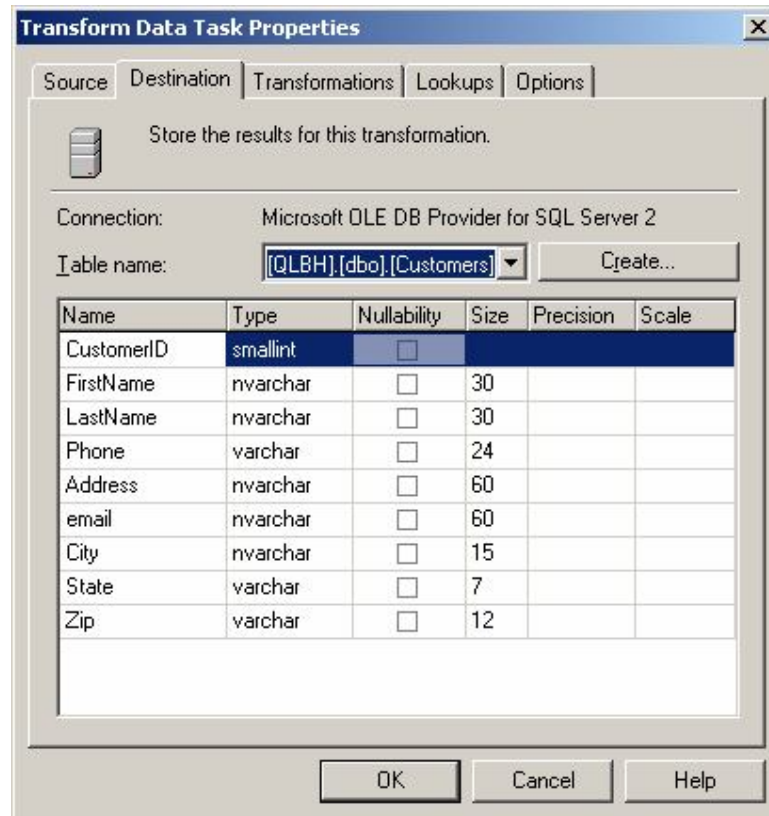 Transform Data Task Properties
Source Destination Transformations Lookups Options
Store the results for this transformation.
Connection: Microsoft OLE DB Provider for SQL Server 2
Table name: [QLBH].[dbo].[Customers] Create...
Name Type Nullability Size Precision Scale
CustomerID smallint
FirstName nvarchar 30
LastName nvarchar 30
Phone varchar 24
Address nvarchar 60
email nvarchar 60
City nvarchar 15
State varchar 7
Zip varchar 12
OK Cancel Help